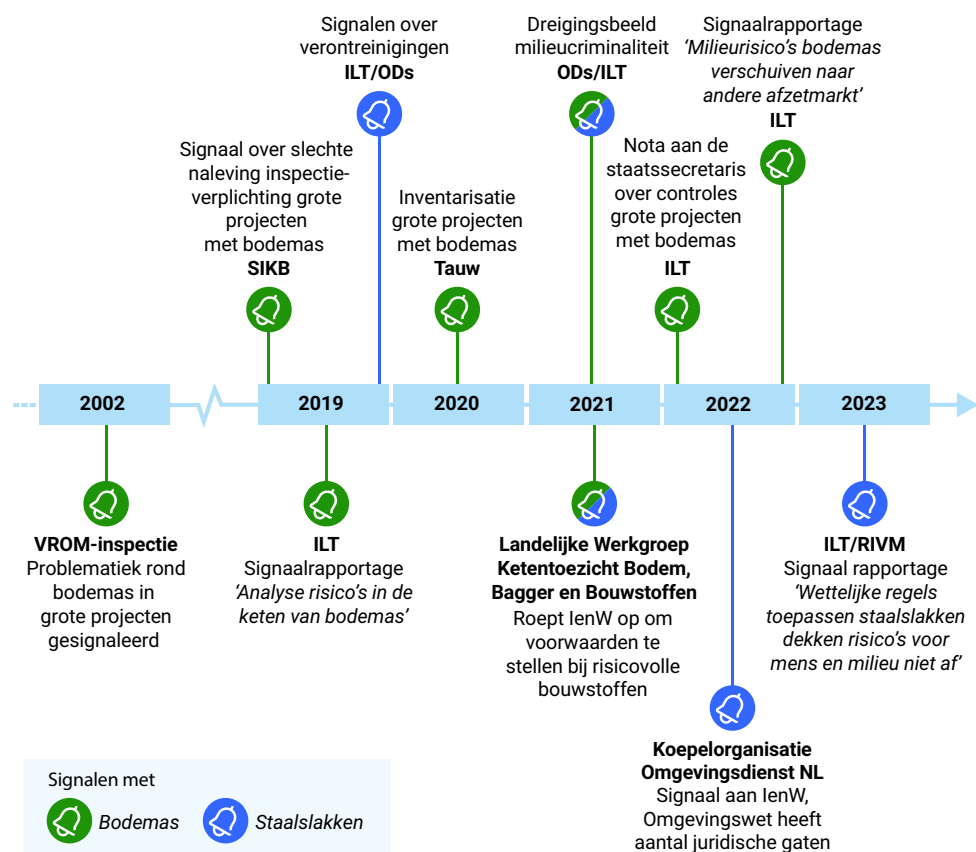 Signalen over
verontreinigingen
ILT/ODs
Dreigingsbeeld
milieucriminaliteit
ODs/ILT
Signaalrapportage
‘Milieurisico’s bodemas
verschuiven naar
andere afzetmarkt’
ILT
Signaal over slechte
naleving inspectie-
verplichting grote
projecten
met bodemas
SIKB
Inventarisatie
grote projecten
met bodemas
Tauw
Nota aan de
staatssecretaris
over controles
grote projecten
met bodemas
ILT
2002
2019
2020
2021
2022
2023
VROM-inspectie
Problematiek rond
bodemas in
grote projecten
gesignaleerd
ILT
Signaalrapportage
‘Analyse risico’s in de
keten van bodemas’
Landelijke Werkgroep
Ketentoezicht Bodem,
Bagger en Bouwstoffen
Roept IenW op om
voorwaarden te
stellen bij risicovolle
bouwstoffen
ILT/RIVM
Signaal rapportage
‘Wettelijke regels
toepassen staalslakken
dekken risico’s voor
mens en milieu niet af’
Koepelorganisatie
Omgevingsdienst NL
Signaal aan IenW,
Omgevingswet heeft
aantal juridische gaten
Signalen met
Bodemas
Staalslakken